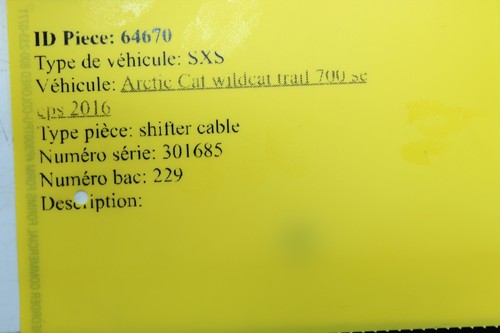 ID Piece: 64670
Type de véhicule: SXS
Véhicule: Arctic Cat wildcat trail 700 se
eps 2016
Type pièce: shifter cable
Numéro série: 301685
Numéro bac: 229
Description: